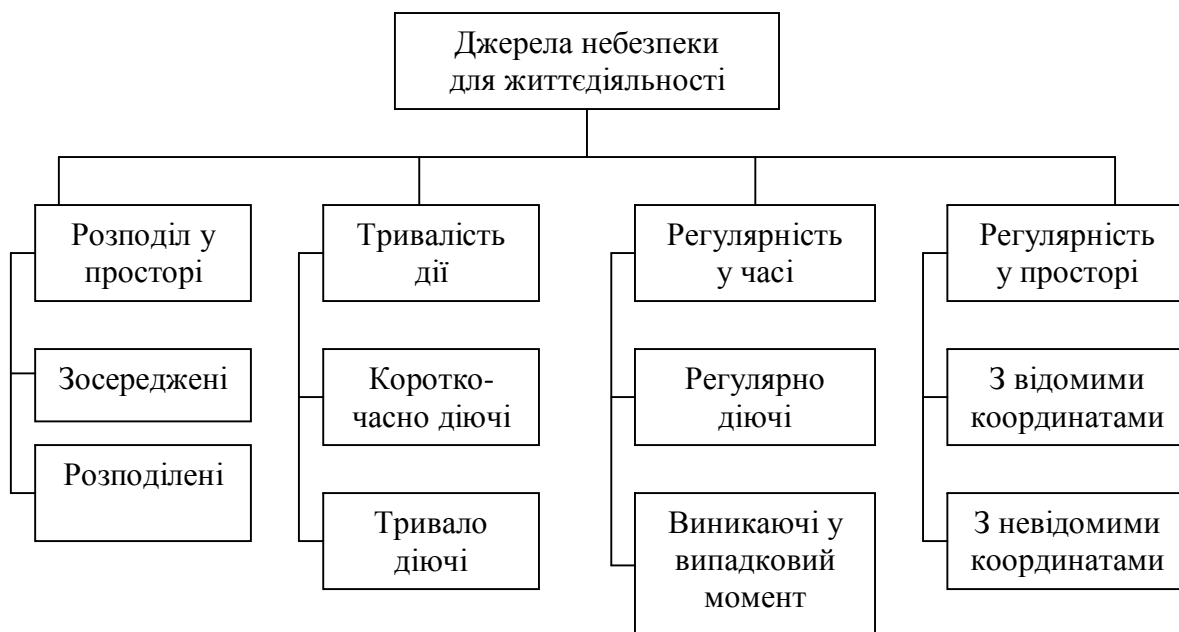 Джерела небезпеки
для життєдіяльності
Розподіл у
просторі
Зосереджені
Розподілені
Тривалість
дії
Коротко-
часно діючі
Тривало
діючі
Регулярність
у часі
Регулярно
діючі
Виникаючі у
випадковий
момент
Регулярність
у просторі
З відомими
координатами
З невідомими
координатами